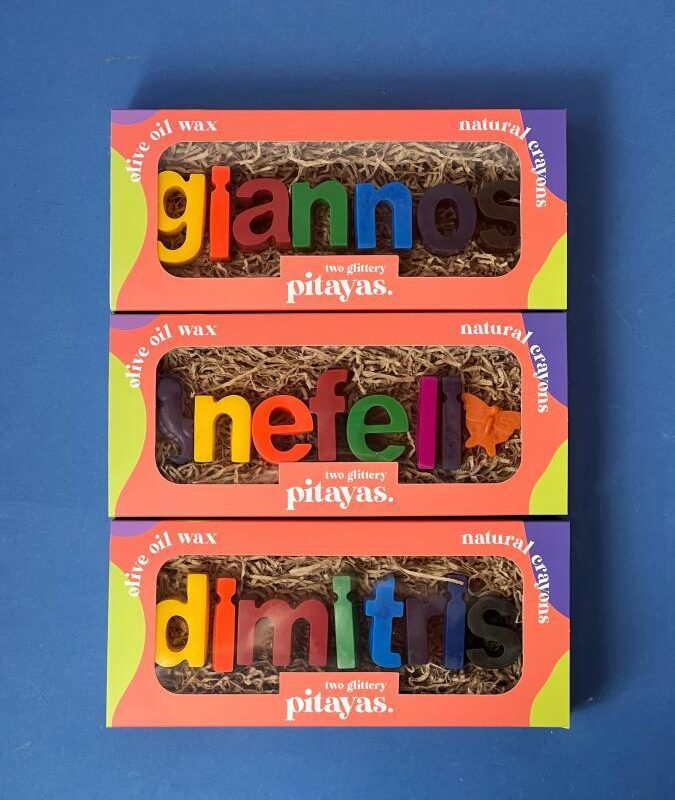 olive oil wax
natural crayons
giannos
two glittery
pitayas.
olive oil wax
natural crayons
nefeli
two glittery
pitayas.
olive oil wax
natural crayons
dimitris
two glittery
pitayas.